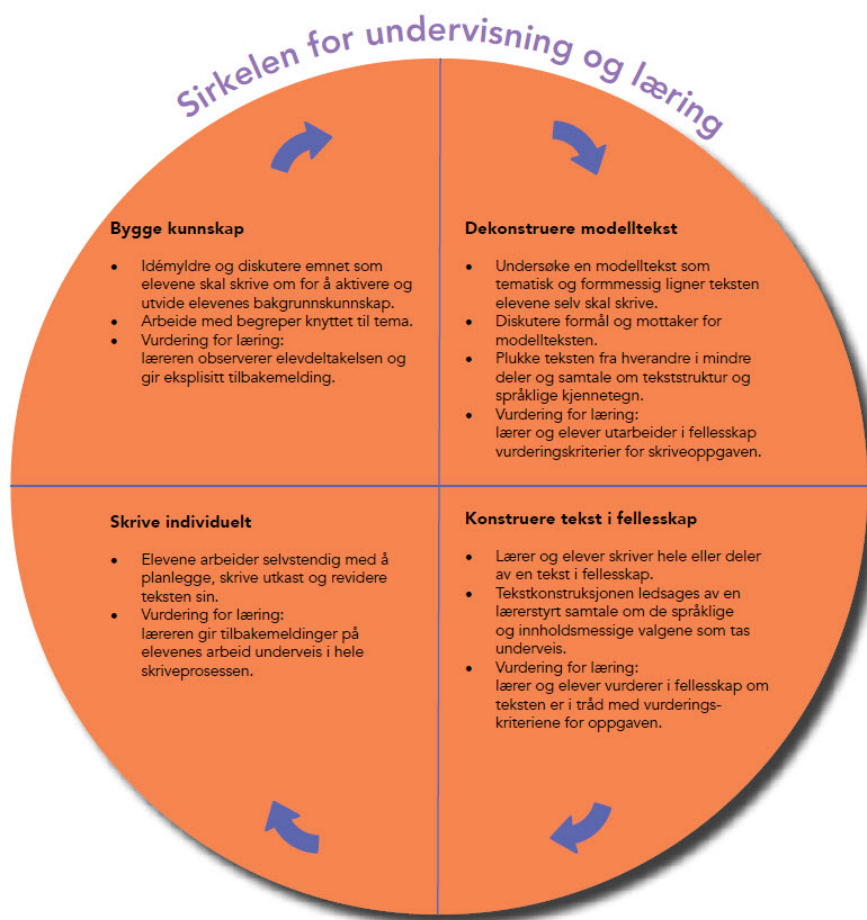 Sirkelen for undervisning og læring
Bygge kunnskap
• Idémyldre og diskutere emnet som
elevene skal skrive om for å aktivere og
utvide elevenes bakgrunnskunnskap.
• Arbeide med begreper knyttet til tema.
• Vurdering for læring:
læreren observerer elevdeltakelsen og
gir eksplisitt tilbakemelding.
Dekonstruere modelltekst
• Undersøke en modelltekst som
tematisk og formmessig ligner teksten
elevene selv skal skrive.
• Diskutere formål og mottaker for
modellteksten.
• Plukke teksten fra hverandre i mindre
deler og samtale om tekststruktur og
språklige kjennetegn.
• Vurdering for læring:
lærer og elever utarbeider i fellesskap
vurderingskriterier for skriveoppgaven.
Konstruere tekst i fellesskap
• Lærer og elever skriver hele eller deler
av en tekst i fellesskap.
• Tekstkonstruksjonen ledsages av en
lærerstyrt samtale om de språklige
og innholdsmessige valgene som tas
underveis.
• Vurdering for læring:
lærer og elever vurderer i fellesskap om
teksten er i tråd med vurderings-
kriteriene for oppgaven.
Skrive individuelt
• Elevene arbeider selvstendig med å
planlegge, skrive utkast og revidere
teksten sin.
• Vurdering for læring:
læreren gir tilbakemeldinger på
elevenes arbeid underveis i hele
skriveprosessen.